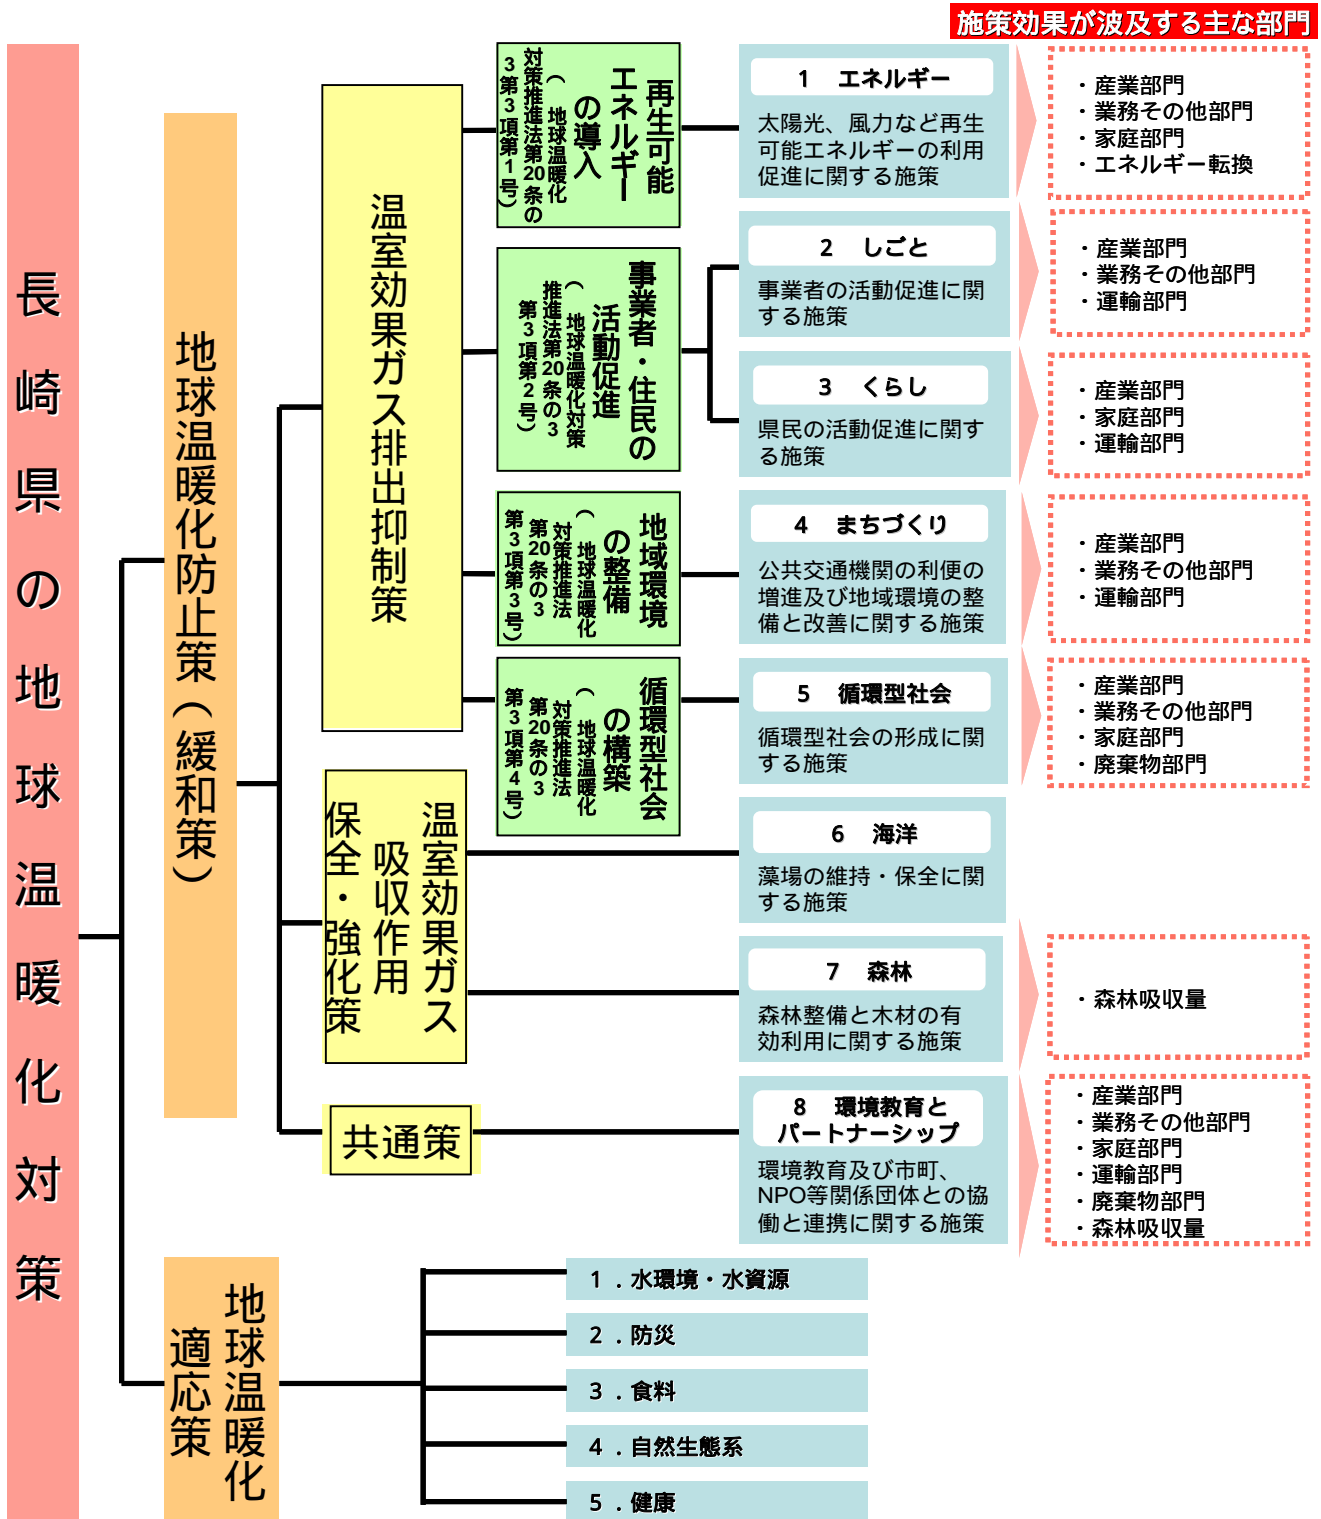 施策効果が波及する主な部門
長崎県の地球温暖化対策
地球温暖化防止策(緩和策)
温室効果ガス排出抑制策
再生可能
エネルギー
の導入
(地球温暖化
対策推進法第20条の
3第3項第1号)
1 エネルギー
太陽光、風力など再生
可能エネルギーの利用
促進に関する施策
・産業部門
・業務その他部門
・家庭部門
・エネルギー転換
事業者・住民の
活動促進
(地球温暖化対策
推進法第20条の3
第3項第2号)
2 しごと
事業者の活動促進に関
する施策
・産業部門
・業務その他部門
・運輸部門
3 くらし
県民の活動促進に関す
る施策
・産業部門
・家庭部門
・運輸部門
地域環境
の整備
(地球温暖化
対策推進法
第20条の3
第3項第3号)
4 まちづくり
公共交通機関の利便の
増進及び地域環境の整
備と改善に関する施策
・産業部門
・業務その他部門
・運輸部門
循環型社会
の構築
(地球温暖化
対策推進法
第20条の3
第3項第4号)
5 循環型社会
循環型社会の形成に関
する施策
・産業部門
・業務その他部門
・家庭部門
・廃棄物部門
温室効果ガス
吸収作用
保全・強化策
6 海洋
藻場の維持・保全に関
する施策
7 森林
森林整備と木材の有
効利用に関する施策
・森林吸収量
共通策
8 環境教育と
パートナーシップ
環境教育及び市町、
NPO等関係団体との協
働と連携に関する施策
・産業部門
・業務その他部門
・家庭部門
・運輸部門
・廃棄物部門
・森林吸収量
地球温暖化
適応策
1.水環境・水資源
2.防災
3.食料
4.自然生態系
5.健康